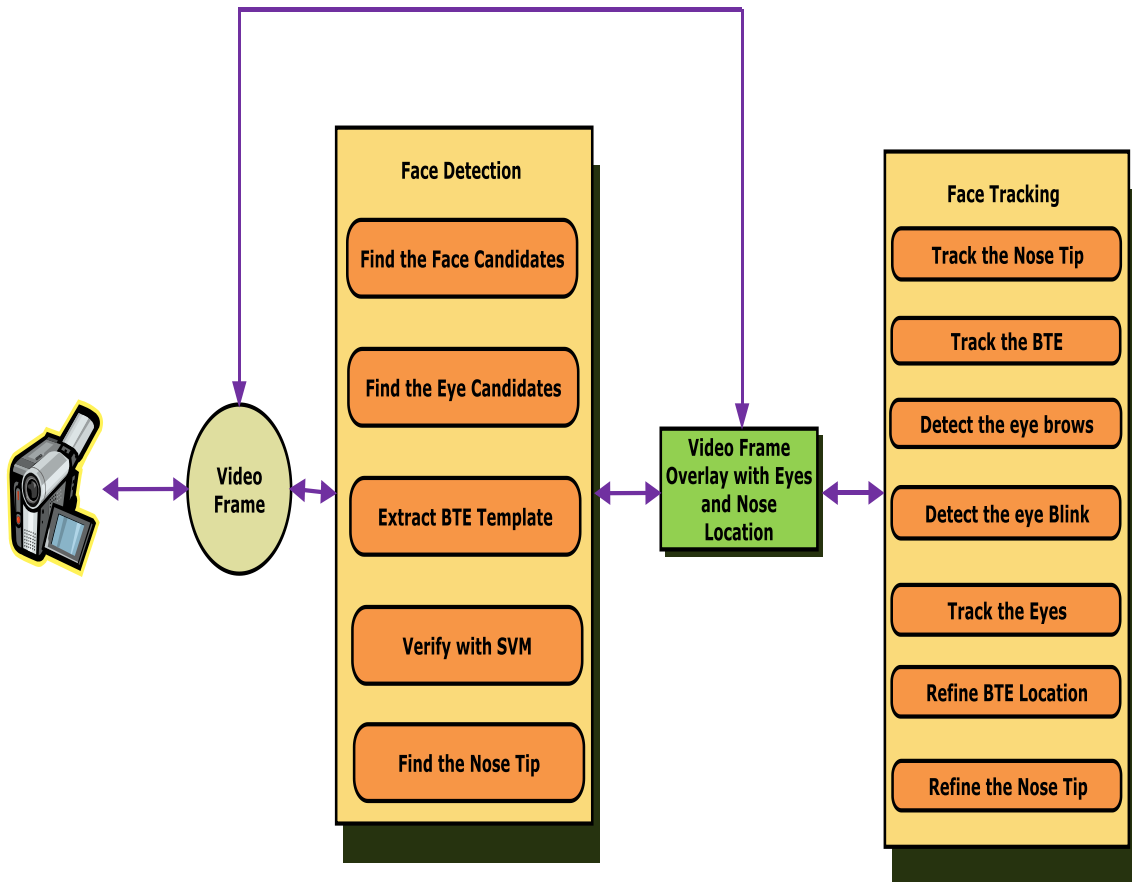 Video
Frame
Face Detection
Find the Face Candidates
Find the Eye Candidates
Extract BTE Template
Verify with SVM
Find the Nose Tip
Video Frame
Overlay with Eyes
and Nose
Location
Face Tracking
Track the Nose Tip
Track the BTE
Detect the eye brows
Detect the eye Blink
Track the Eyes
Refine BTE Location
Refine the Nose Tip